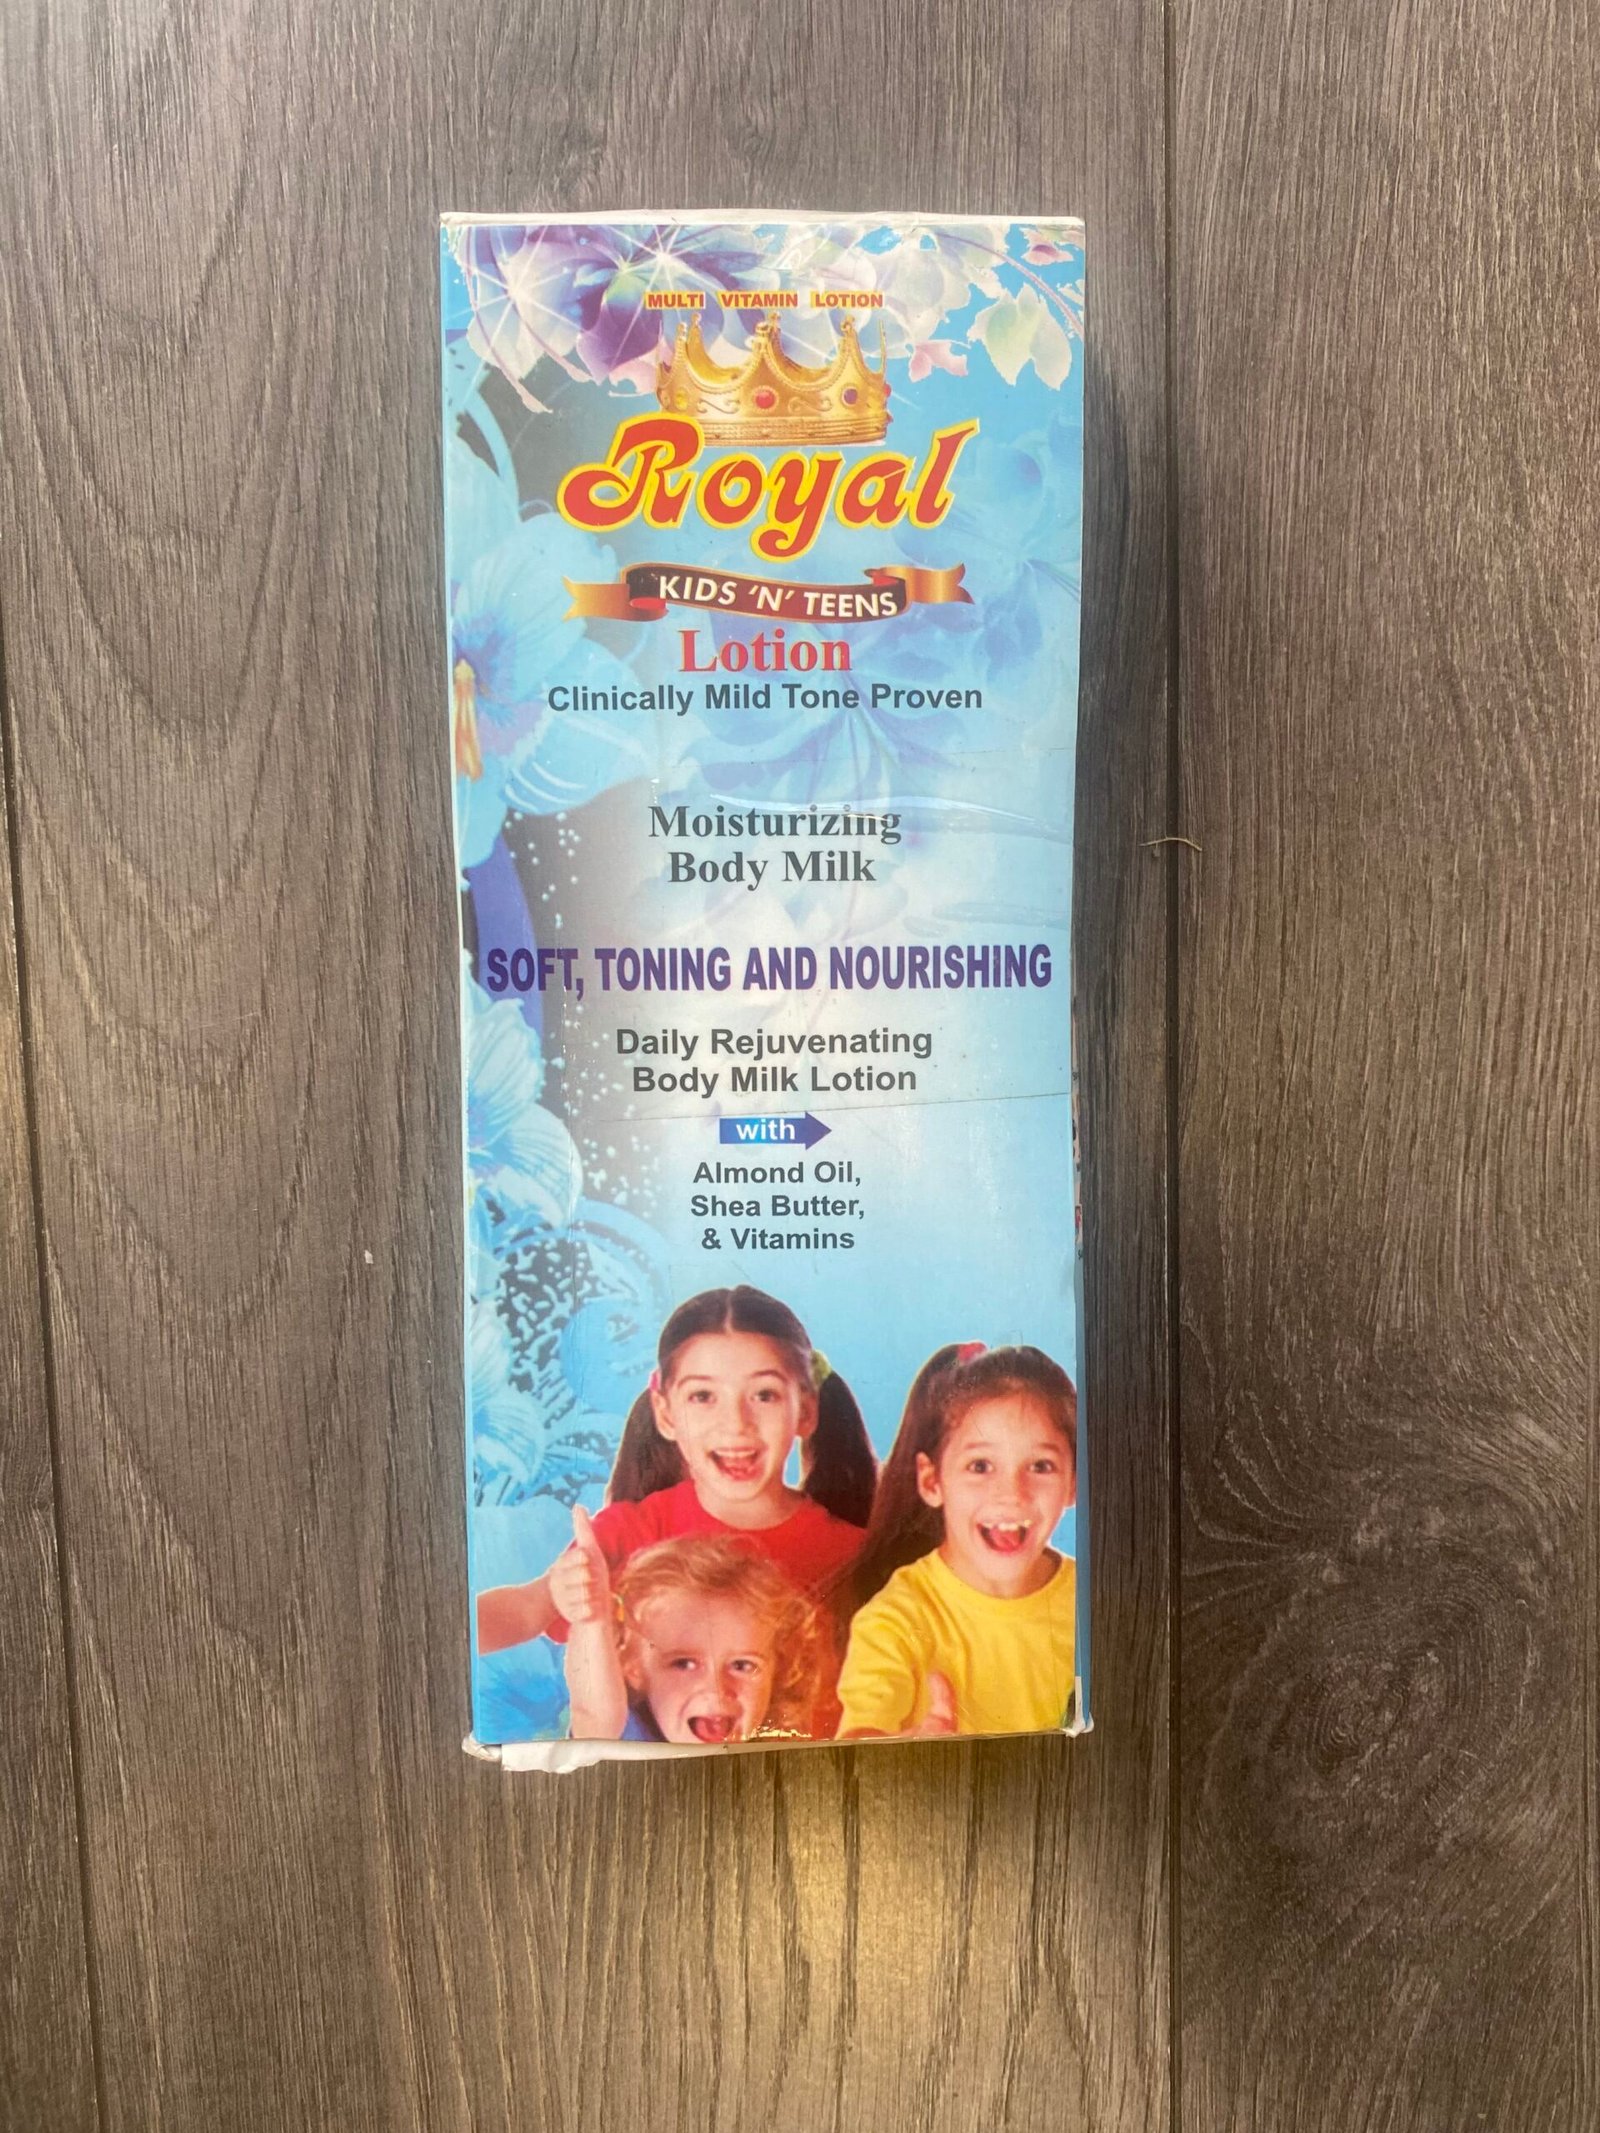 MULTI VITAMIN LOTION
Royal
KIDS 'N' TEENS
Lotion
Clinically Mild Tone Proven
Moisturizing
Body Milk
SOFT, TONING AND NOURISHING
Daily Rejuvenating
Body Milk Lotion
with
Almond Oil,
Shea Butter,
& Vitamins